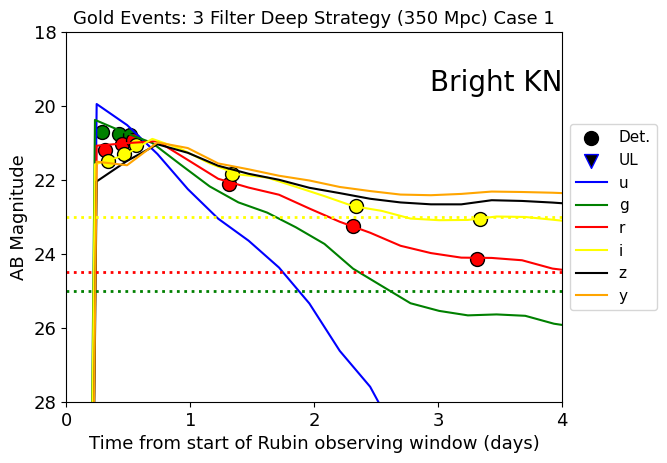 Gold Events: 3 Filter Deep Strategy (350 Mpc) Case 1
18
20
22
24
26
28
AB Magnitude
Bright KN
0
1
2
3
4
Time from start of Rubin observing window (days)
Det.
UL
u
g
r
i
z
y